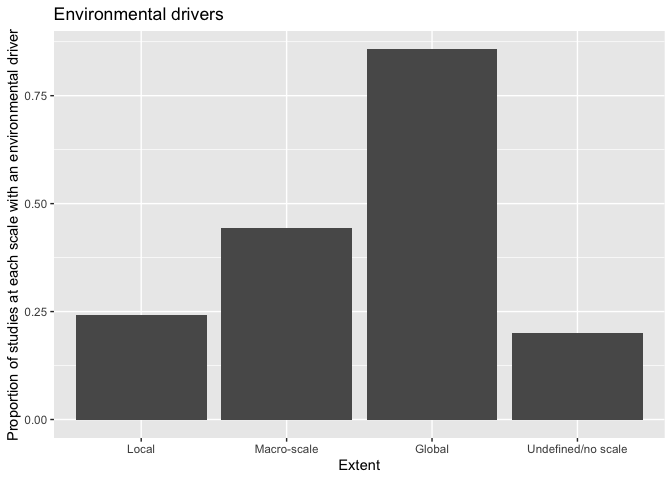 Environmental drivers
Proportion of studies at each scale with an environmental driver
0.75
0.50
0.25
0.00
Local
Macro-scale
Global
Undefined/no scale
Extent